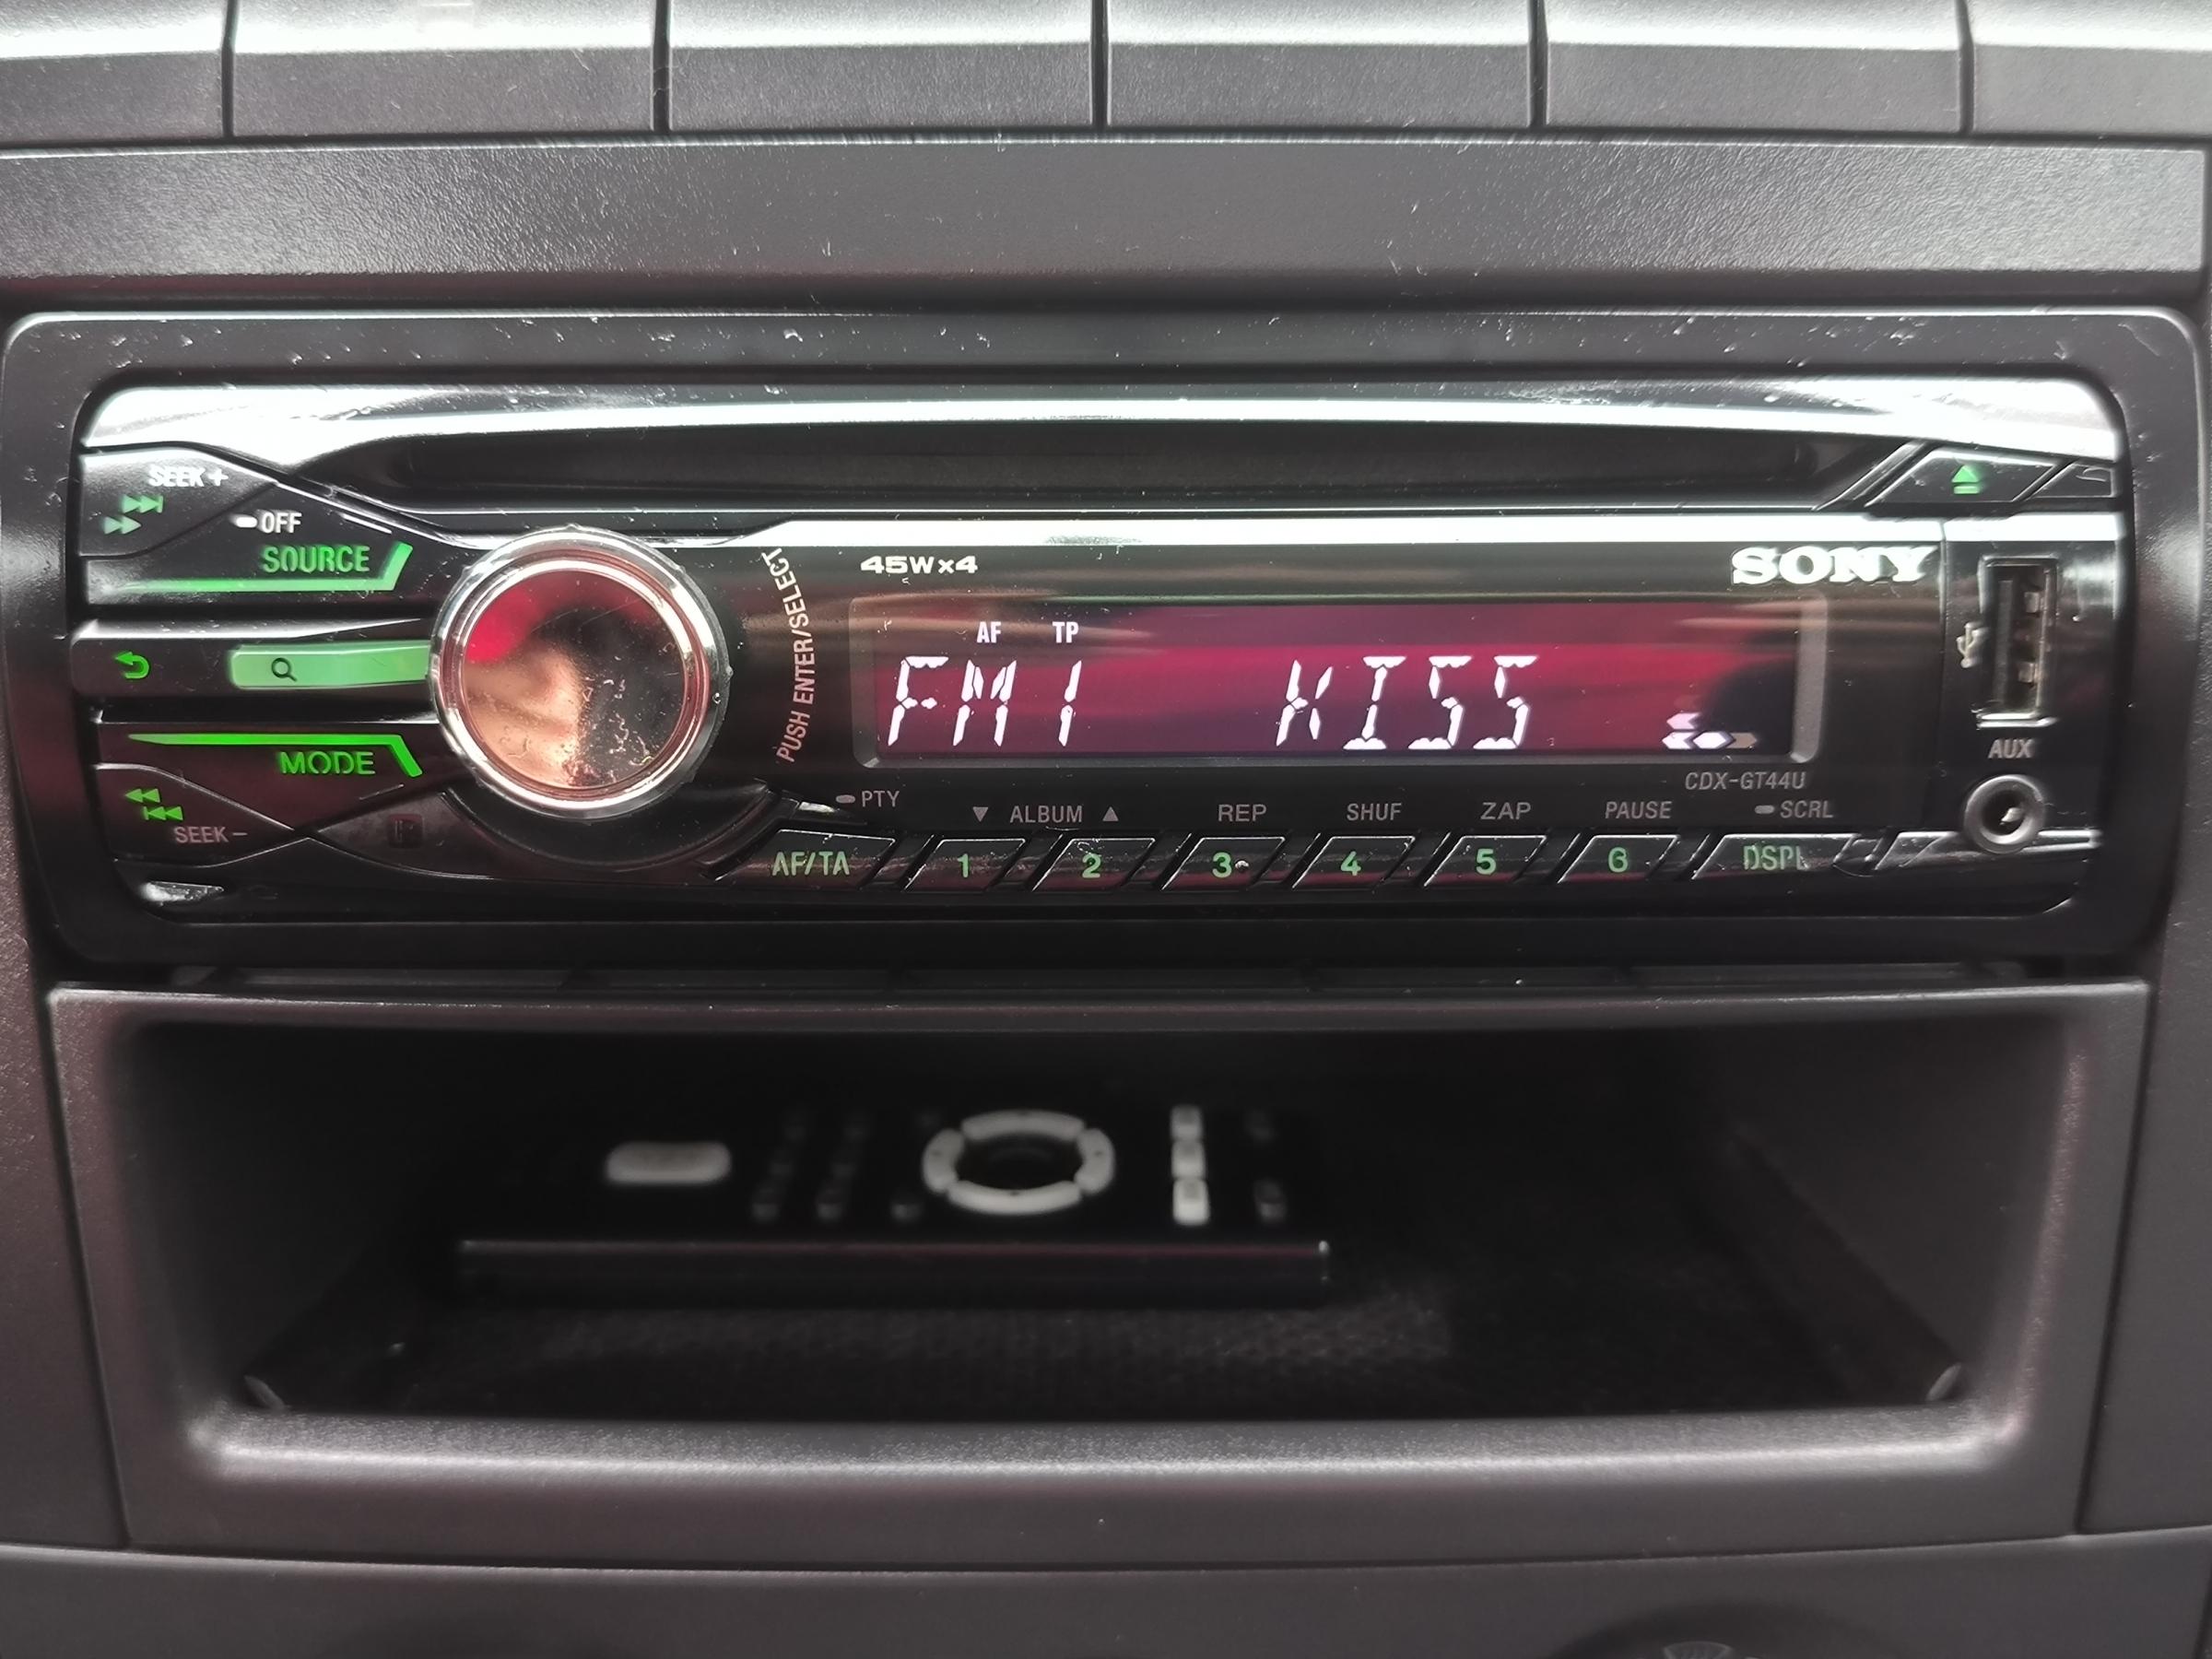 SEEK +
OFF
SOURCE
MODE
SEEK -
PUSH ENTER/SELECT
45W×4
SONY
AF TP
FM1 KISS
AUX
CDX-GT44U
PTY ▼ ALBUM ▲ REP SHUF ZAP PAUSE SCRL
AF/TA 1 2 3 4 5 6 DSPL